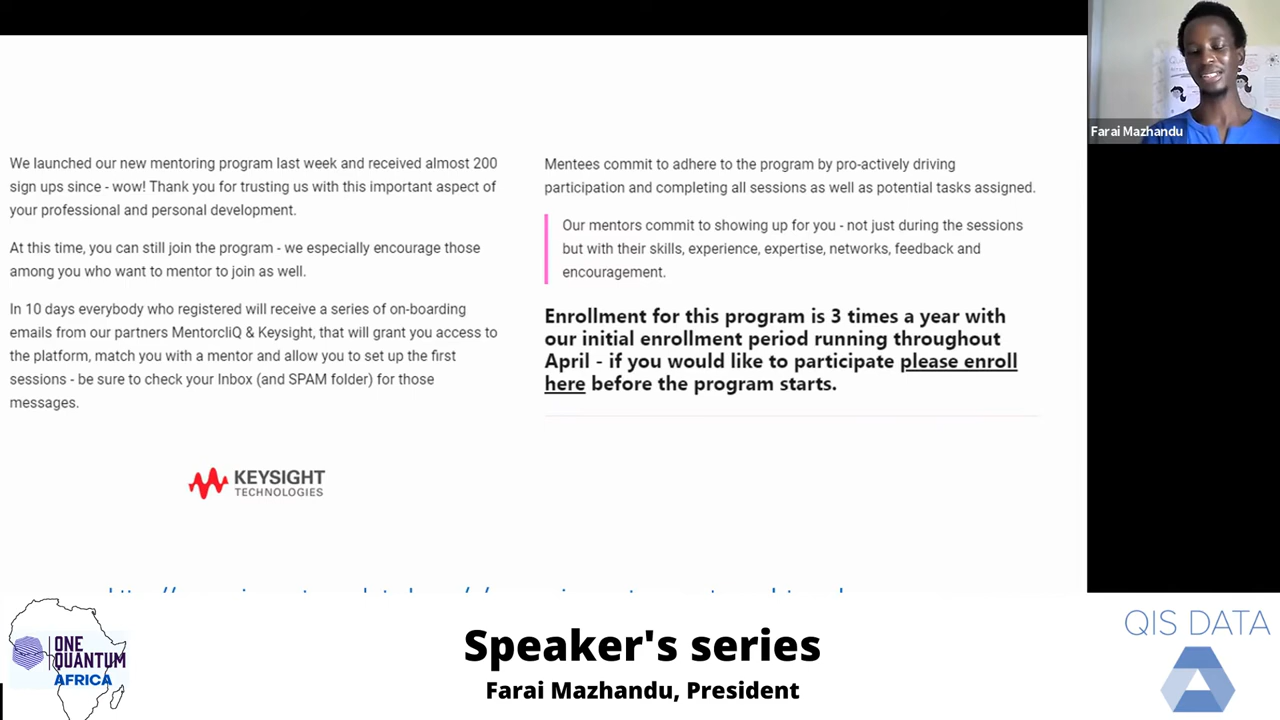 We launched our new mentoring program last week and received almost 200
sign ups since - wow! Thank you for trusting us with this important aspect of
your professional and personal development.
At this time, you can still join the program - we especially encourage those
among you who want to mentor to join as well.
In 10 days everybody who registered will receive a series of on-boarding
emails from our partners MentorcliQ & Keysight, that will grant you access to
the platform, match you with a mentor and allow you to set up the first
sessions - be sure to check your Inbox (and SPAM folder) for those
messages.
KEYSIGHT
TECHNOLOGIES
Mentees commit to adhere to the program by pro-actively driving
participation and completing all sessions as well as potential tasks assigned.
Our mentors commit to showing up for you - not just during the sessions
but with their skills, experience, expertise, networks, feedback and
encouragement.
Enrollment for this program is 3 times a year with
our initial enrollment period running throughout
April - if you would like to participate please enroll
here before the program starts.
Farai Mazhandu
ONE
QUANTUM
AFRICA
Speaker's series
Farai Mazhandu, President
QIS DATA